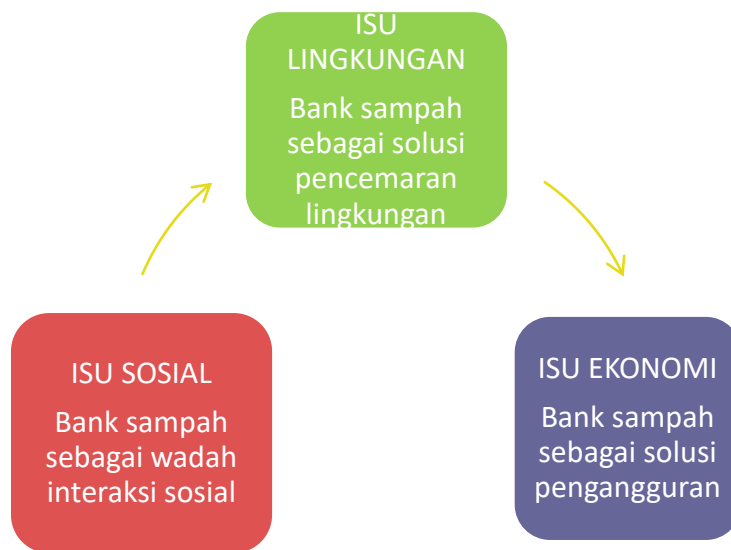 ISU
LINGKUNGAN
Bank sampah
sebagai solusi
pencemaran
lingkungan
ISU SOSIAL
Bank sampah
sebagai wadah
interaksi sosial
ISU EKONOMI
Bank sampah
sebagai solusi
pengangguran